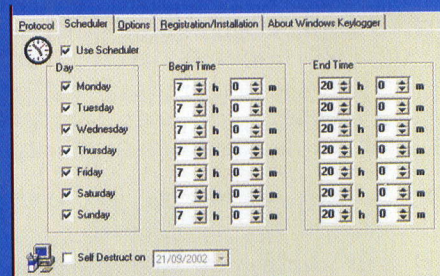 Protocol Scheduler Options Registration/Installation About Windows Keylogger
Use Scheduler
Day Begin Time End Time
Monday 7 h 0 m 20 h 0 m
Tuesday 7 h 0 m 20 h 0 m
Wednesday 7 h 0 m 20 h 0 m
Thursday 7 h 0 m 20 h 0 m
Friday 7 h 0 m 20 h 0 m
Saturday 7 h 0 m 20 h 0 m
Sunday 7 h 0 m 20 h 0 m
Self Destruct on 21/09/2002